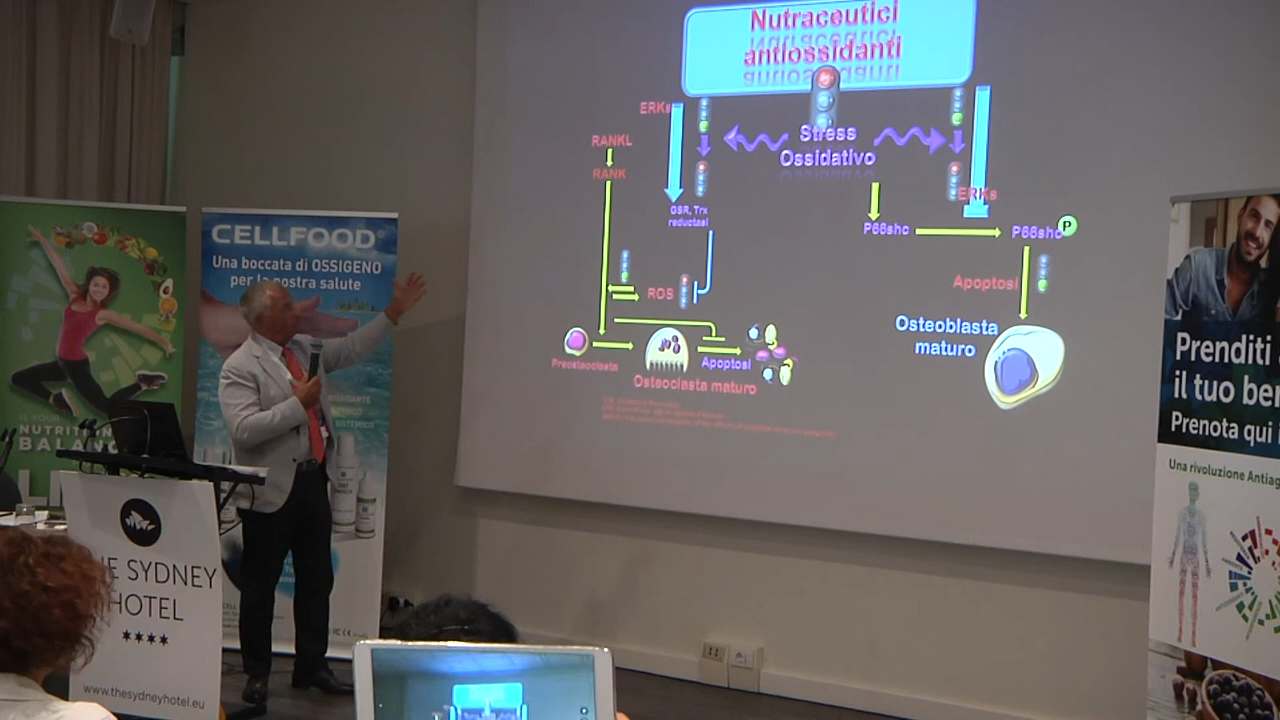 Nutraceutici
antiossidanti
ERKs
RANKL
RANK
Stress
Ossidativo
ERKs
GSR, Trx
reductasi
P66shc
P66shc
P
ROS
Apoptosi
Osteoblasta
maturo
Preosteoclasta
Apoptosi
Osteoclasta maturo
CELLFOOD®
Una boccata di OSSIGENO
per la nostra salute
NUTRITION
BALANC
LI
THE SYDNEY
HOTEL
www.thesydneyhotel.eu
Prenditi
il tuo ber
Prenota qui i
Una rivoluzione Antiag